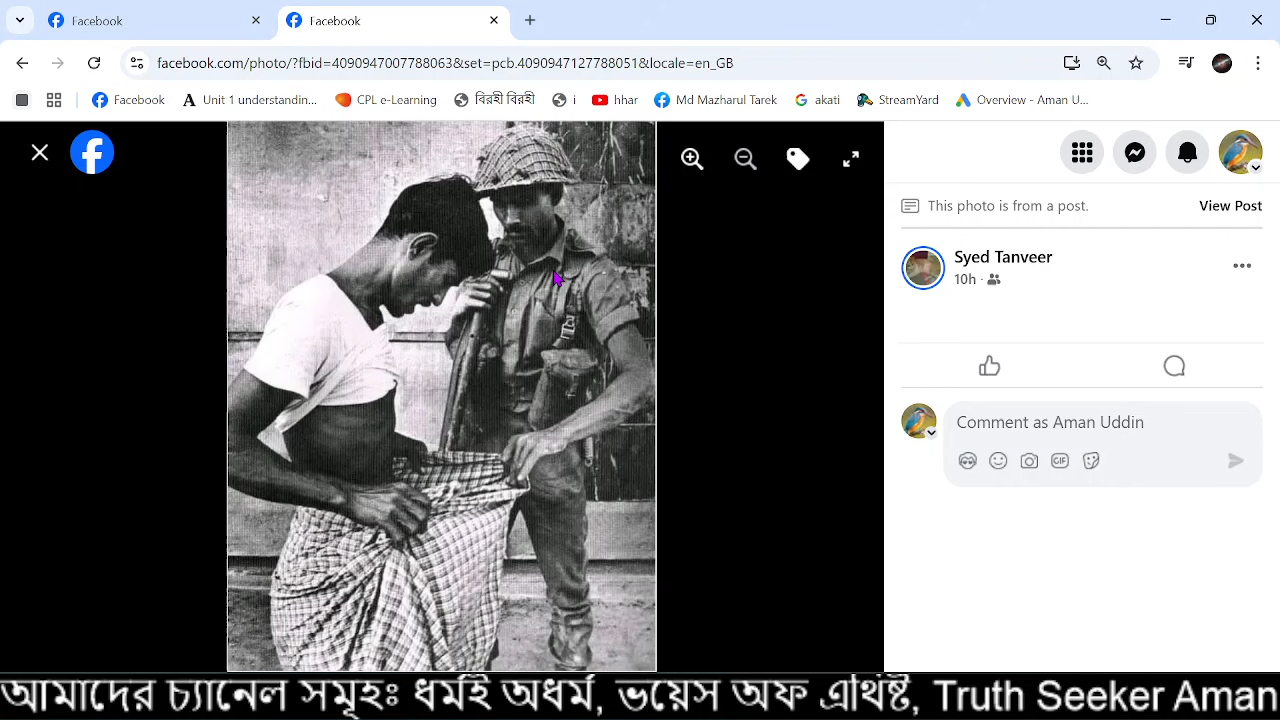 Facebook
Facebook
facebook.com/photo/?fbid=4090947007788063&set=pcb.4090947127788051&locale=en_GB
Facebook
Unit 1 understandin...
CPL e-Learning
বিরহী বিরহী
i
hhar
Md Mazharul Tarek
akati
StreamYard
Overview - Aman U...
This photo is from a post.
View Post
Syed Tanveer
10h ·
Comment as Aman Uddin
GIF
আমাদের চ্যানেল সমূহঃ ধর্মই অধর্ম, ভয়েস অফ এথিষ্ট, Truth Seeker Aman